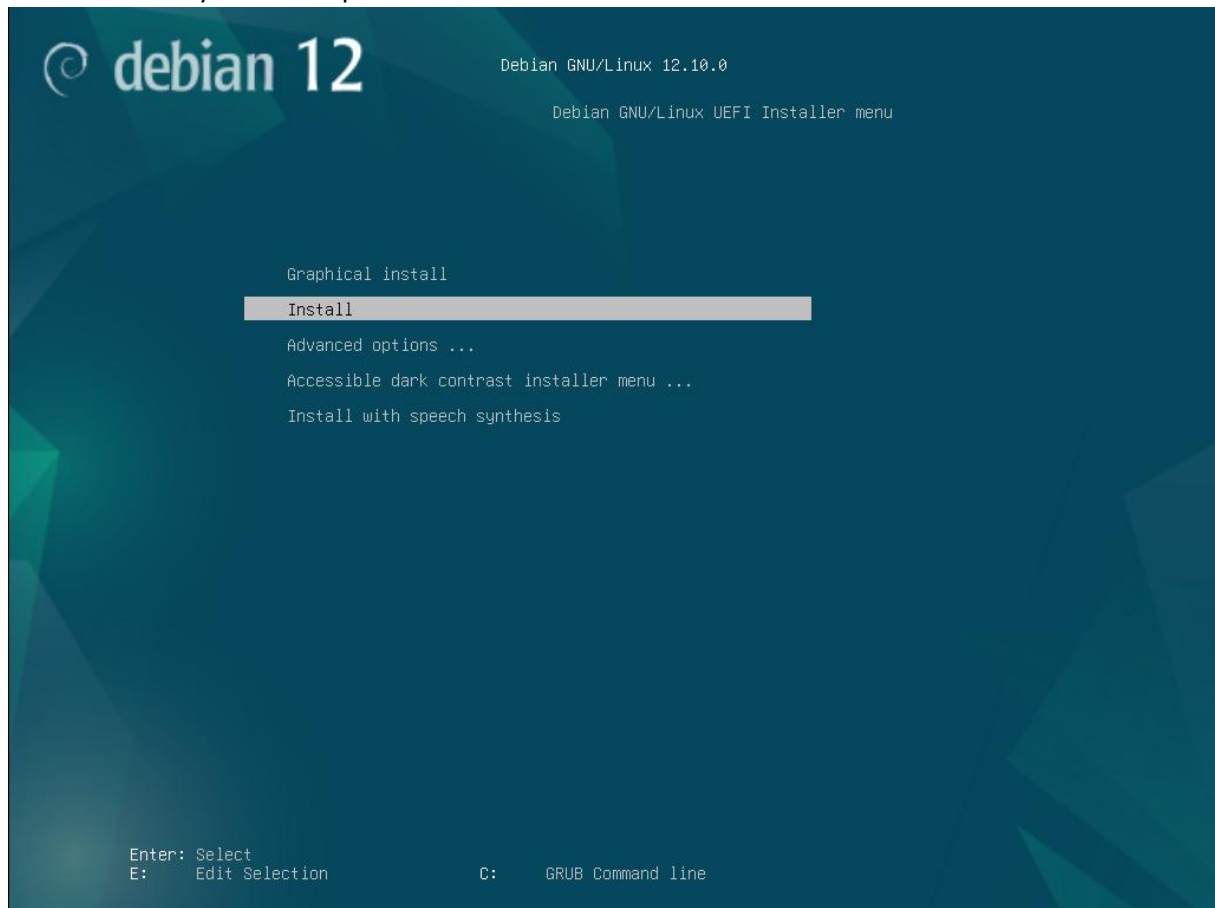 debian 12
Debian GNU/Linux 12.10.0
Debian GNU/Linux UEFI Installer menu
Graphical install
Install
Advanced options ...
Accessible dark contrast installer menu ...
Install with speech synthesis
Enter: Select
E: Edit Selection C: GRUB Command line